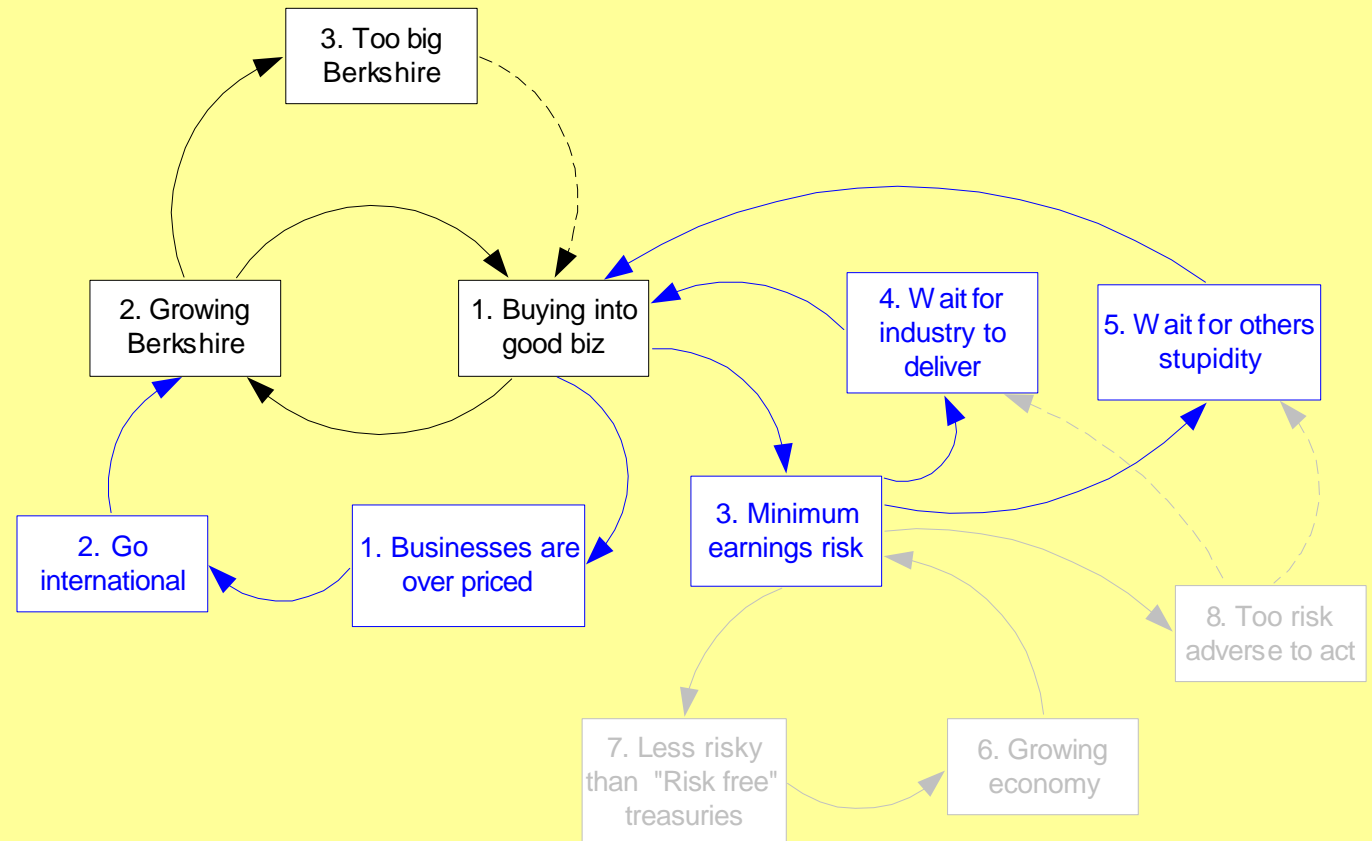 3. Too big
Berkshire
2. Growing
Berkshire
1. Buying into
good biz
4. Wait for
industry to
deliver
5. Wait for others
stupidity
2. Go
international
1. Businesses are
over priced
3. Minimum
earnings risk
8. Too risk
adverse to act
7. Less risky
than "Risk free"
treasuries
6. Growing
economy